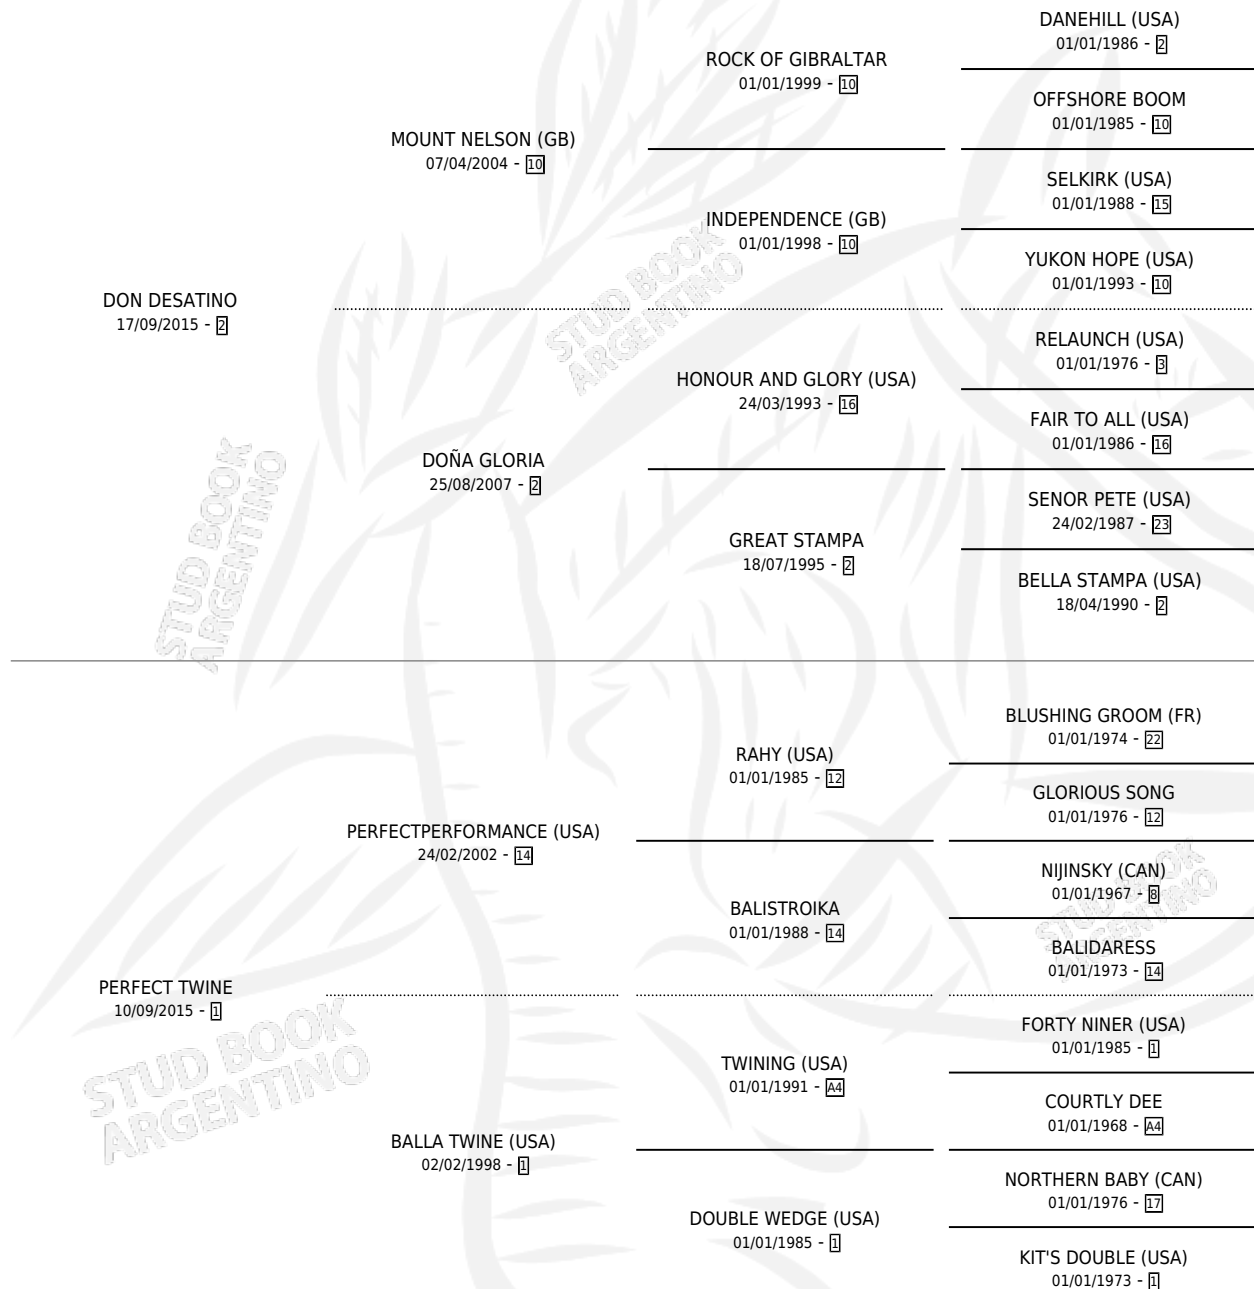 DANEHILL (USA)
01/01/1986 - 2
ROCK OF GIBRALTAR
01/01/1999 - 10
OFFSHORE BOOM
01/01/1985 - 10
MOUNT NELSON (GB)
07/04/2004 - 10
SELKIRK (USA)
01/01/1988 - 15
INDEPENDENCE (GB)
01/01/1998 - 10
YUKON HOPE (USA)
01/01/1993 - 10
DON DESATINO
17/09/2015 - 2
RELAUNCH (USA)
01/01/1976 - 3
HONOUR AND GLORY (USA)
24/03/1993 - 16
FAIR TO ALL (USA)
01/01/1986 - 16
DOÑA GLORIA
25/08/2007 - 2
SENOR PETE (USA)
24/02/1987 - 23
GREAT STAMPA
18/07/1995 - 2
BELLA STAMPA (USA)
18/04/1990 - 2
STUD BOOK
ARGENTINO
STUD BOOK
ARGENTINO
BLUSHING GROOM (FR)
01/01/1974 - 22
RAHY (USA)
01/01/1985 - 12
GLORIOUS SONG
01/01/1976 - 12
PERFECTPERFORMANCE (USA)
24/02/2002 - 14
NIJINSKY (CAN)
01/01/1967 - 8
BALISTROIKA
01/01/1988 - 14
BALIDARESS
01/01/1973 - 14
PERFECT TWINE
10/09/2015 - 1
FORTY NINER (USA)
01/01/1985 - 1
TWINING (USA)
01/01/1991 - A4
COURTLY DEE
01/01/1968 - A4
BALLA TWINE (USA)
02/02/1998 - 1
NORTHERN BABY (CAN)
01/01/1976 - 17
DOUBLE WEDGE (USA)
01/01/1985 - 1
KIT'S DOUBLE (USA)
01/01/1973 - 1
STUD BOOK
ARGENTINO
STUD BOOK
ARGENTINO